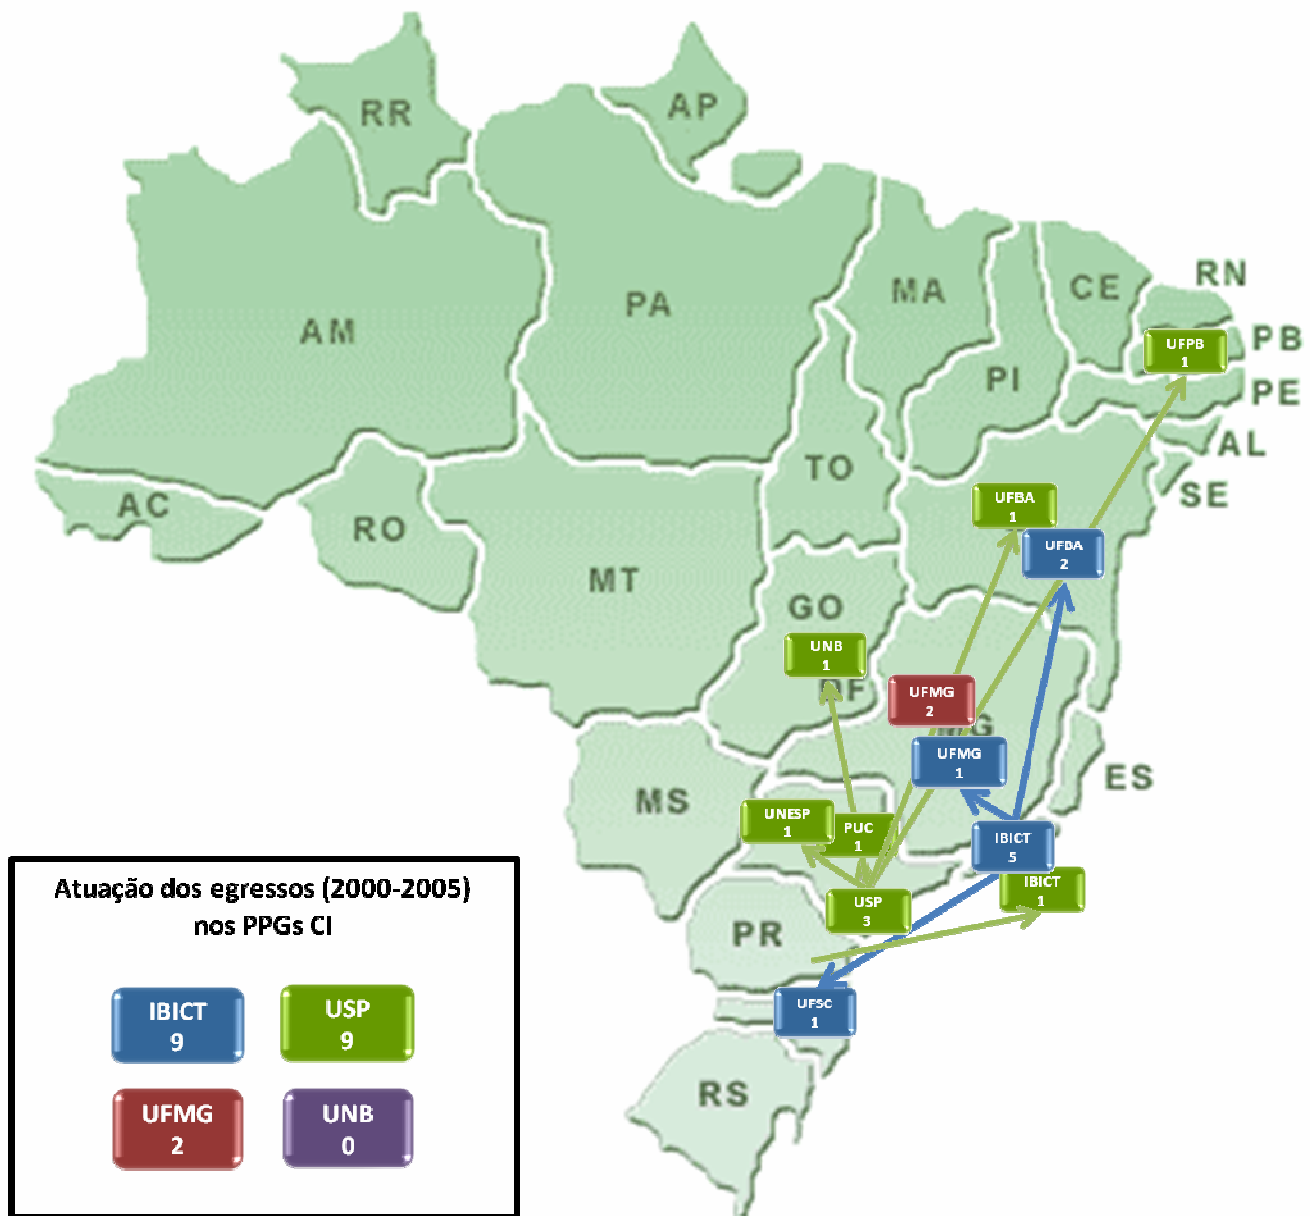 RR
AP
AM
PA
MA
CE
RN
PB
UFPB
1
PI
PE
AL
SE
TO
AC
RO
MT
UFBA
1
UFBA
2
GO
UNB
1
DF
UFMG
2
MG
UFMG
1
ES
MS
UNESP
1
PUC
1
IBICT
5
IBICT
1
USP
3
PR
UFSC
1
RS
Atuação dos egressos (2000-2005)
nos PPGs CI
IBICT
9
USP
9
UFMG
2
UNB
0